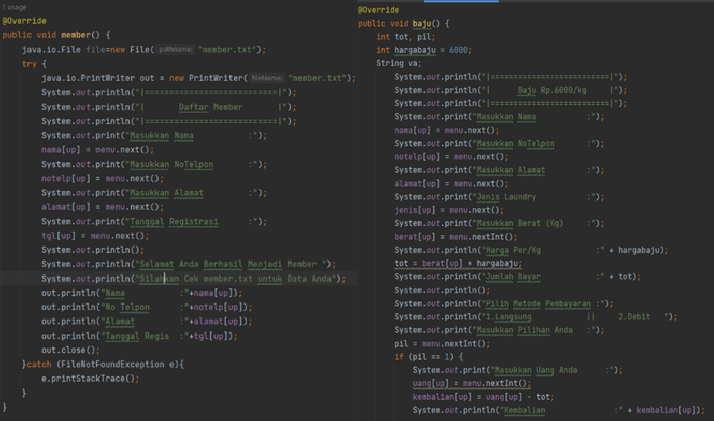 1 usage
@Override
public void member() {
java.io.File file=new File( pathname: "member.txt");
try {
java.io.PrintWriter out = new PrintWriter( fileName: "member.txt");
System.out.println("|===========================|");
System.out.println("|        Daftar Member       |");
System.out.println("|===========================|");
System.out.print("Masukkan Nama           :");
nama[up] = menu.next();
System.out.print("Masukkan NoTelpon       :");
notelp[up] = menu.next();
System.out.print("Masukkan Alamat         :");
alamat[up] = menu.next();
System.out.print("Tanggal Registrasi      :");
tgl[up] = menu.next();
System.out.println();
System.out.println("Selamat Anda Berhasil Menjadi Member ");
System.out.println("Silahkan Cek member.txt untuk Data Anda");
out.println("Nama           :"+nama[up]);
out.println("No Telpon      :"+notelp[up]);
out.println("Alamat         :"+alamat[up]);
out.println("Tanggal Regis  :"+tgl[up]);
out.close();
}catch (FileNotFoundException e){
e.printStackTrace();
}
}
@Override
public void baju() {
int tot, pil;
int hargabaju = 6000;
String va;
System.out.println("|==========================|");
System.out.println("|      Baju Rp.6000/kg     |");
System.out.println("|==========================|");
System.out.print("Masukkan Nama           :");
nama[up] = menu.next();
System.out.print("Masukkan NoTelpon       :");
notelp[up] = menu.next();
System.out.print("Masukkan Alamat         :");
alamat[up] = menu.next();
System.out.print("Jenis Laundry           :");
jenis[up] = menu.next();
System.out.print("Masukkan Berat (Kg)     :");
berat[up] = menu.nextInt();
System.out.println("Harga Per/Kg            :" + hargabaju);
tot = berat[up] * hargabaju;
System.out.println("Jumlah Bayar            :" + tot);
System.out.println();
System.out.println("Pilih Metode Pembayaran :");
System.out.println("1.Langsung        ||     2.Debit   ");
System.out.print("Masukkan Pilihan Anda   :");
pil = menu.nextInt();
if (pil == 1) {
System.out.print("Masukkan Uang Anda      :");
uang[up] = menu.nextInt();
kembalian[up] = uang[up] - tot;
System.out.println("Kembalian               :" + kembalian[up]);